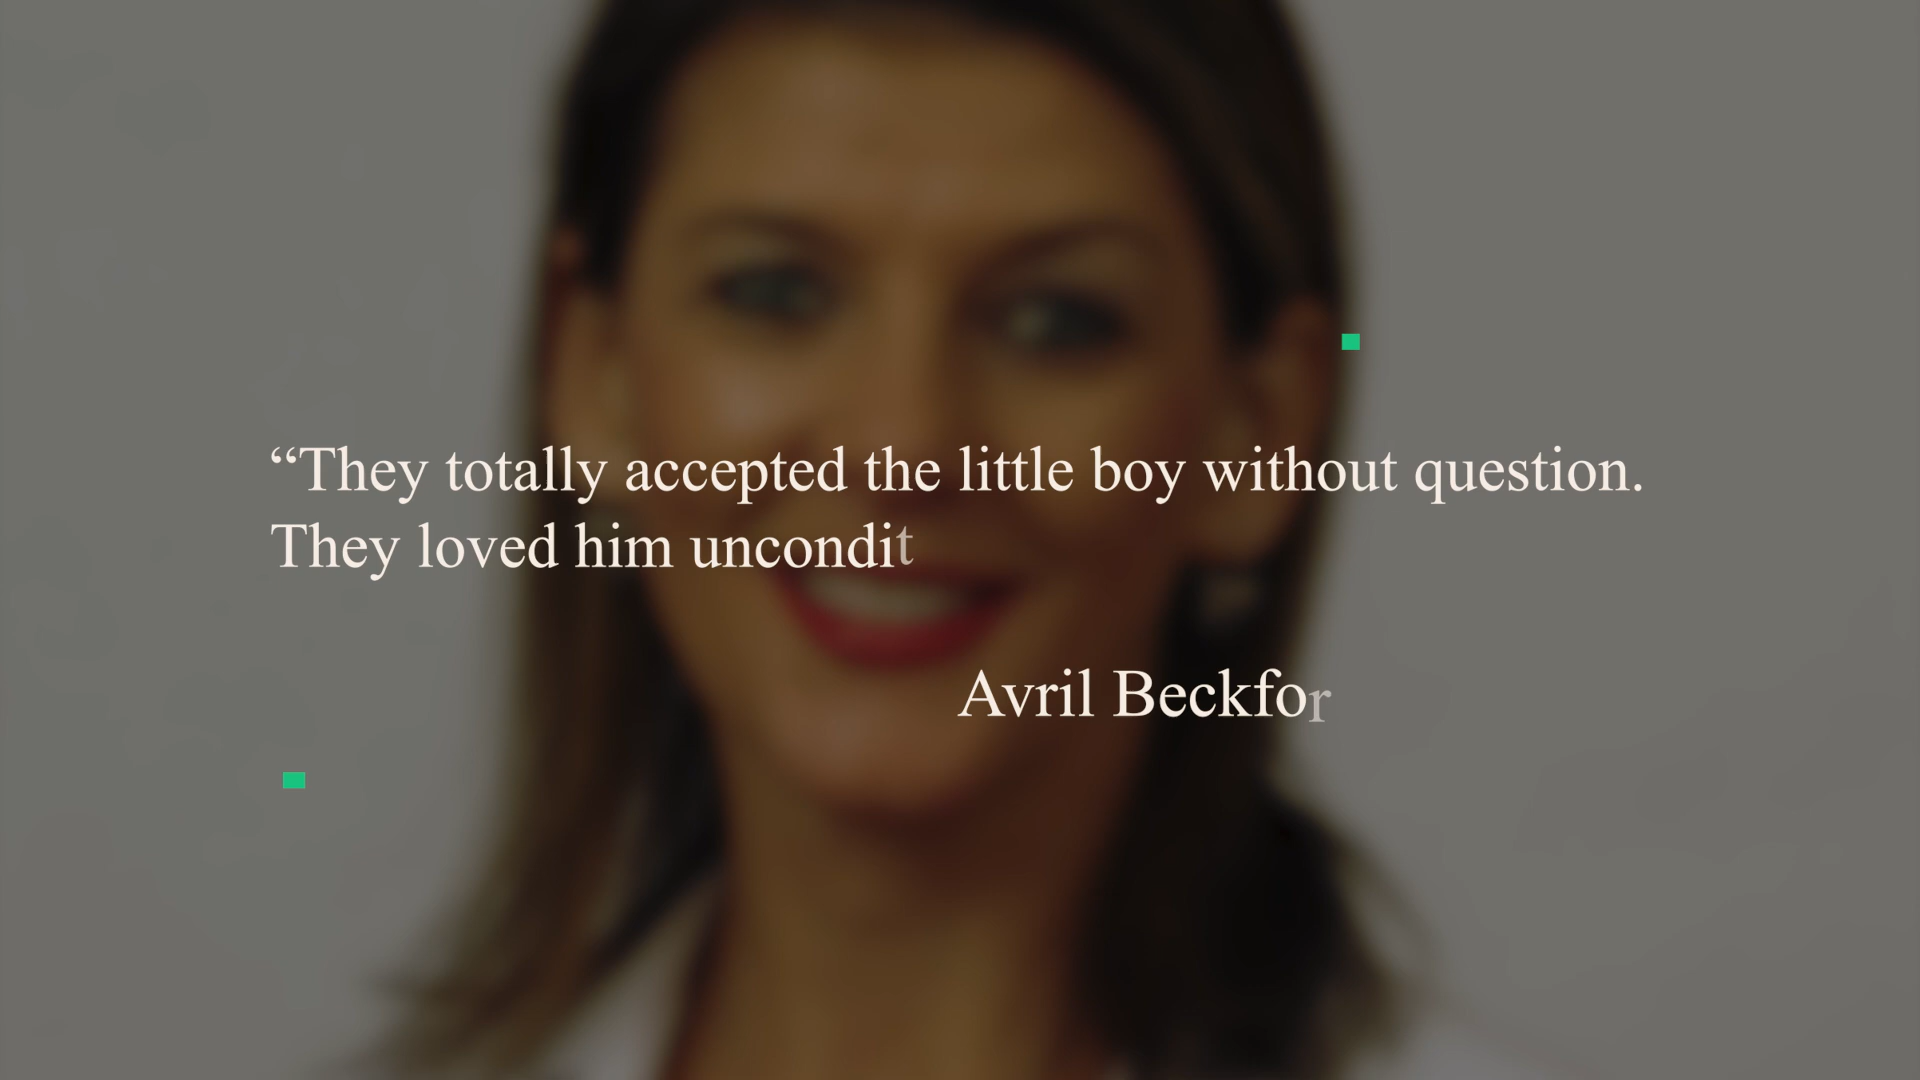 “They totally accepted the little boy without question.
They loved him uncondit
Avril Beckfor